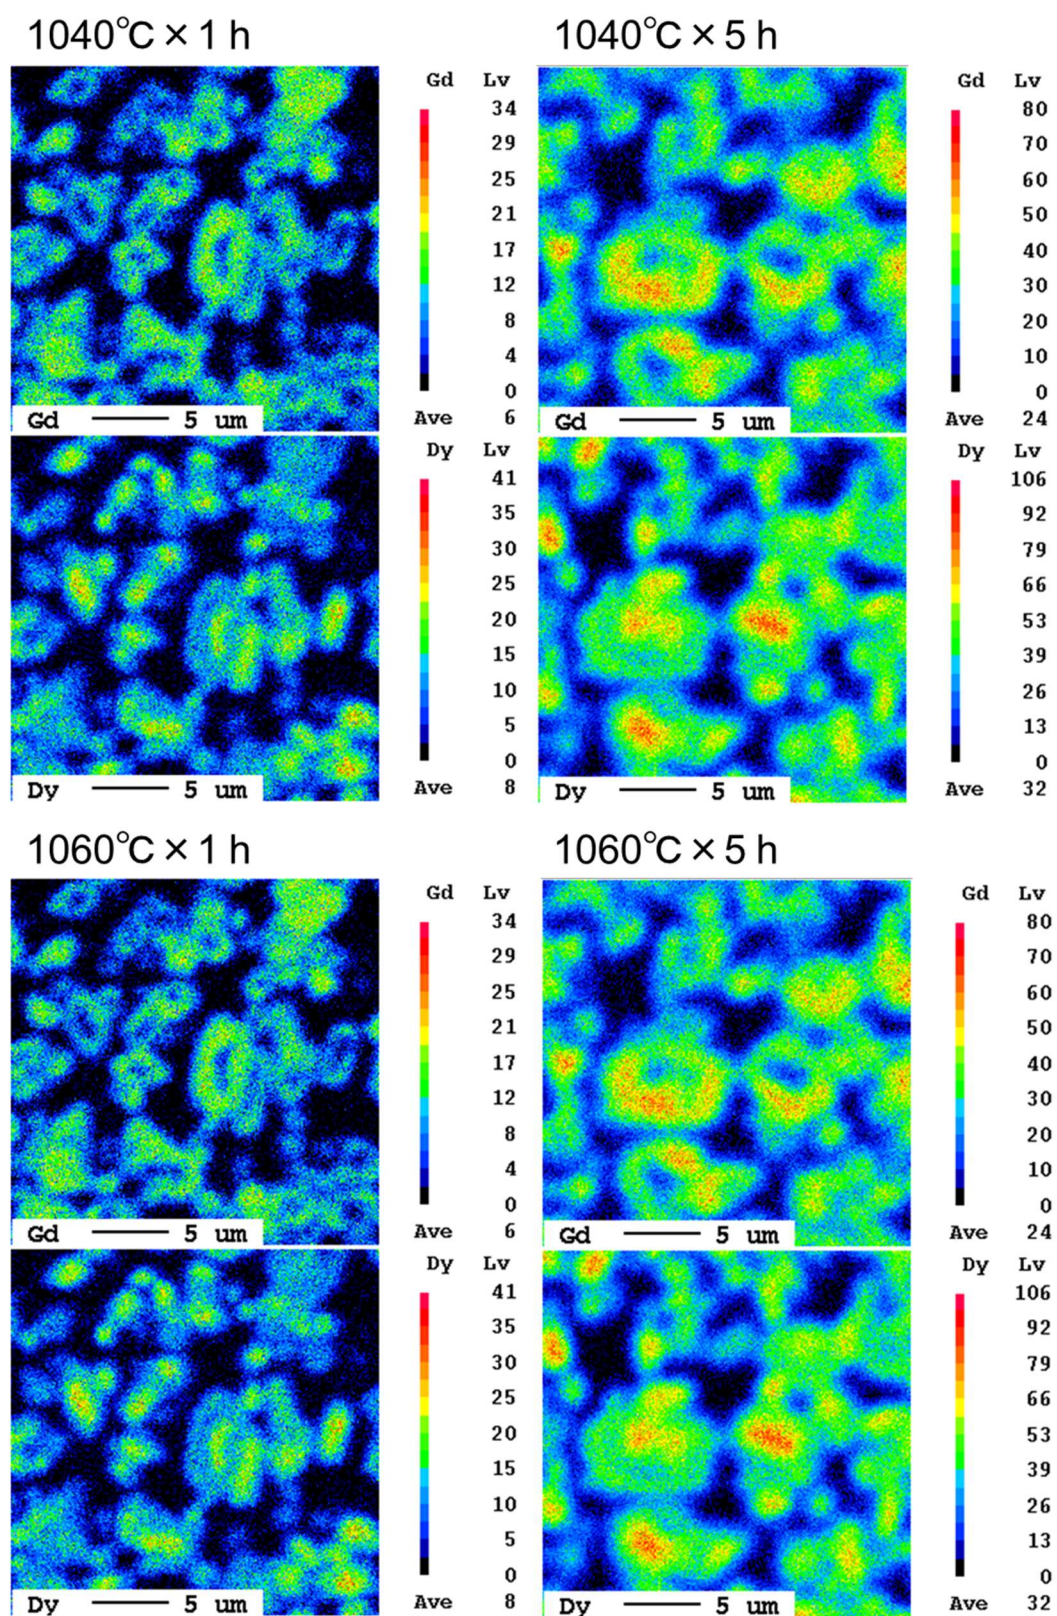 1040℃×1 h
Gd Lv
34
29
25
21
17
12
8
4
0
Gd 5 um
Ave 6
Dy Lv
41
35
30
25
20
15
10
5
0
Dy 5 um
Ave 8
1040℃×5 h
Gd Lv
80
70
60
50
40
30
20
10
0
Gd 5 um
Ave 24
Dy Lv
106
92
79
66
53
39
26
13
0
Dy 5 um
Ave 32
1060℃×1 h
Gd Lv
34
29
25
21
17
12
8
4
0
Gd 5 um
Ave 6
Dy Lv
41
35
30
25
20
15
10
5
0
Dy 5 um
Ave 8
1060℃×5 h
Gd Lv
80
70
60
50
40
30
20
10
0
Gd 5 um
Ave 24
Dy Lv
106
92
79
66
53
39
26
13
0
Dy 5 um
Ave 32